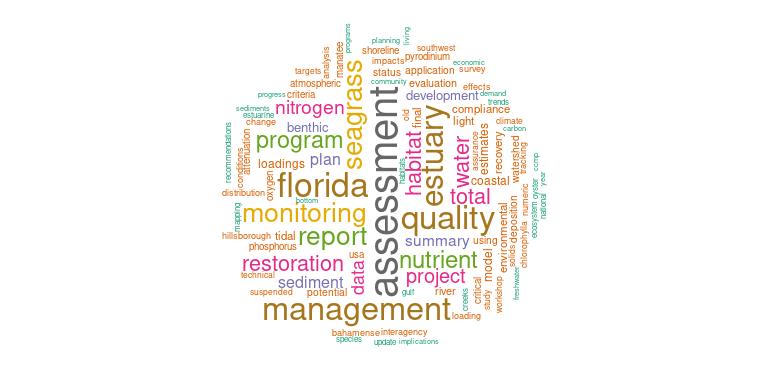 planning
living
programs
shoreline
southwest
manatee
analysis
impacts
pyrodinium
economic
targets
status
application
survey
atmospheric
community
evaluation
effects
progress
criteria
seagrass
development
demand
trends
sediments
nitrogen
assessment
old
final
compliance
estuarine
change
benthic
estuary
light
climate
carbon
recommendations
conditions
attenuation
program
plan
habitat
habitats
water
assurance
estimates
recovery
watershed
tracking
ccmp
loadings
oxygen
florida
total
coastal
distribution
bottom
numeric
oyster
year
mapping
monitoring
quality
environmental
deposition
ecosystem
national
hillsborough
tidal
report
summary
using
solids
chlorophylla
phosphorus
usa
nutrient
model
restoration
data
project
technical
sediment
critical
workshop
freshwater
suspended
potential
gulf
river
creeks
study
management
loading
bahamense
interagency
species
update
implications